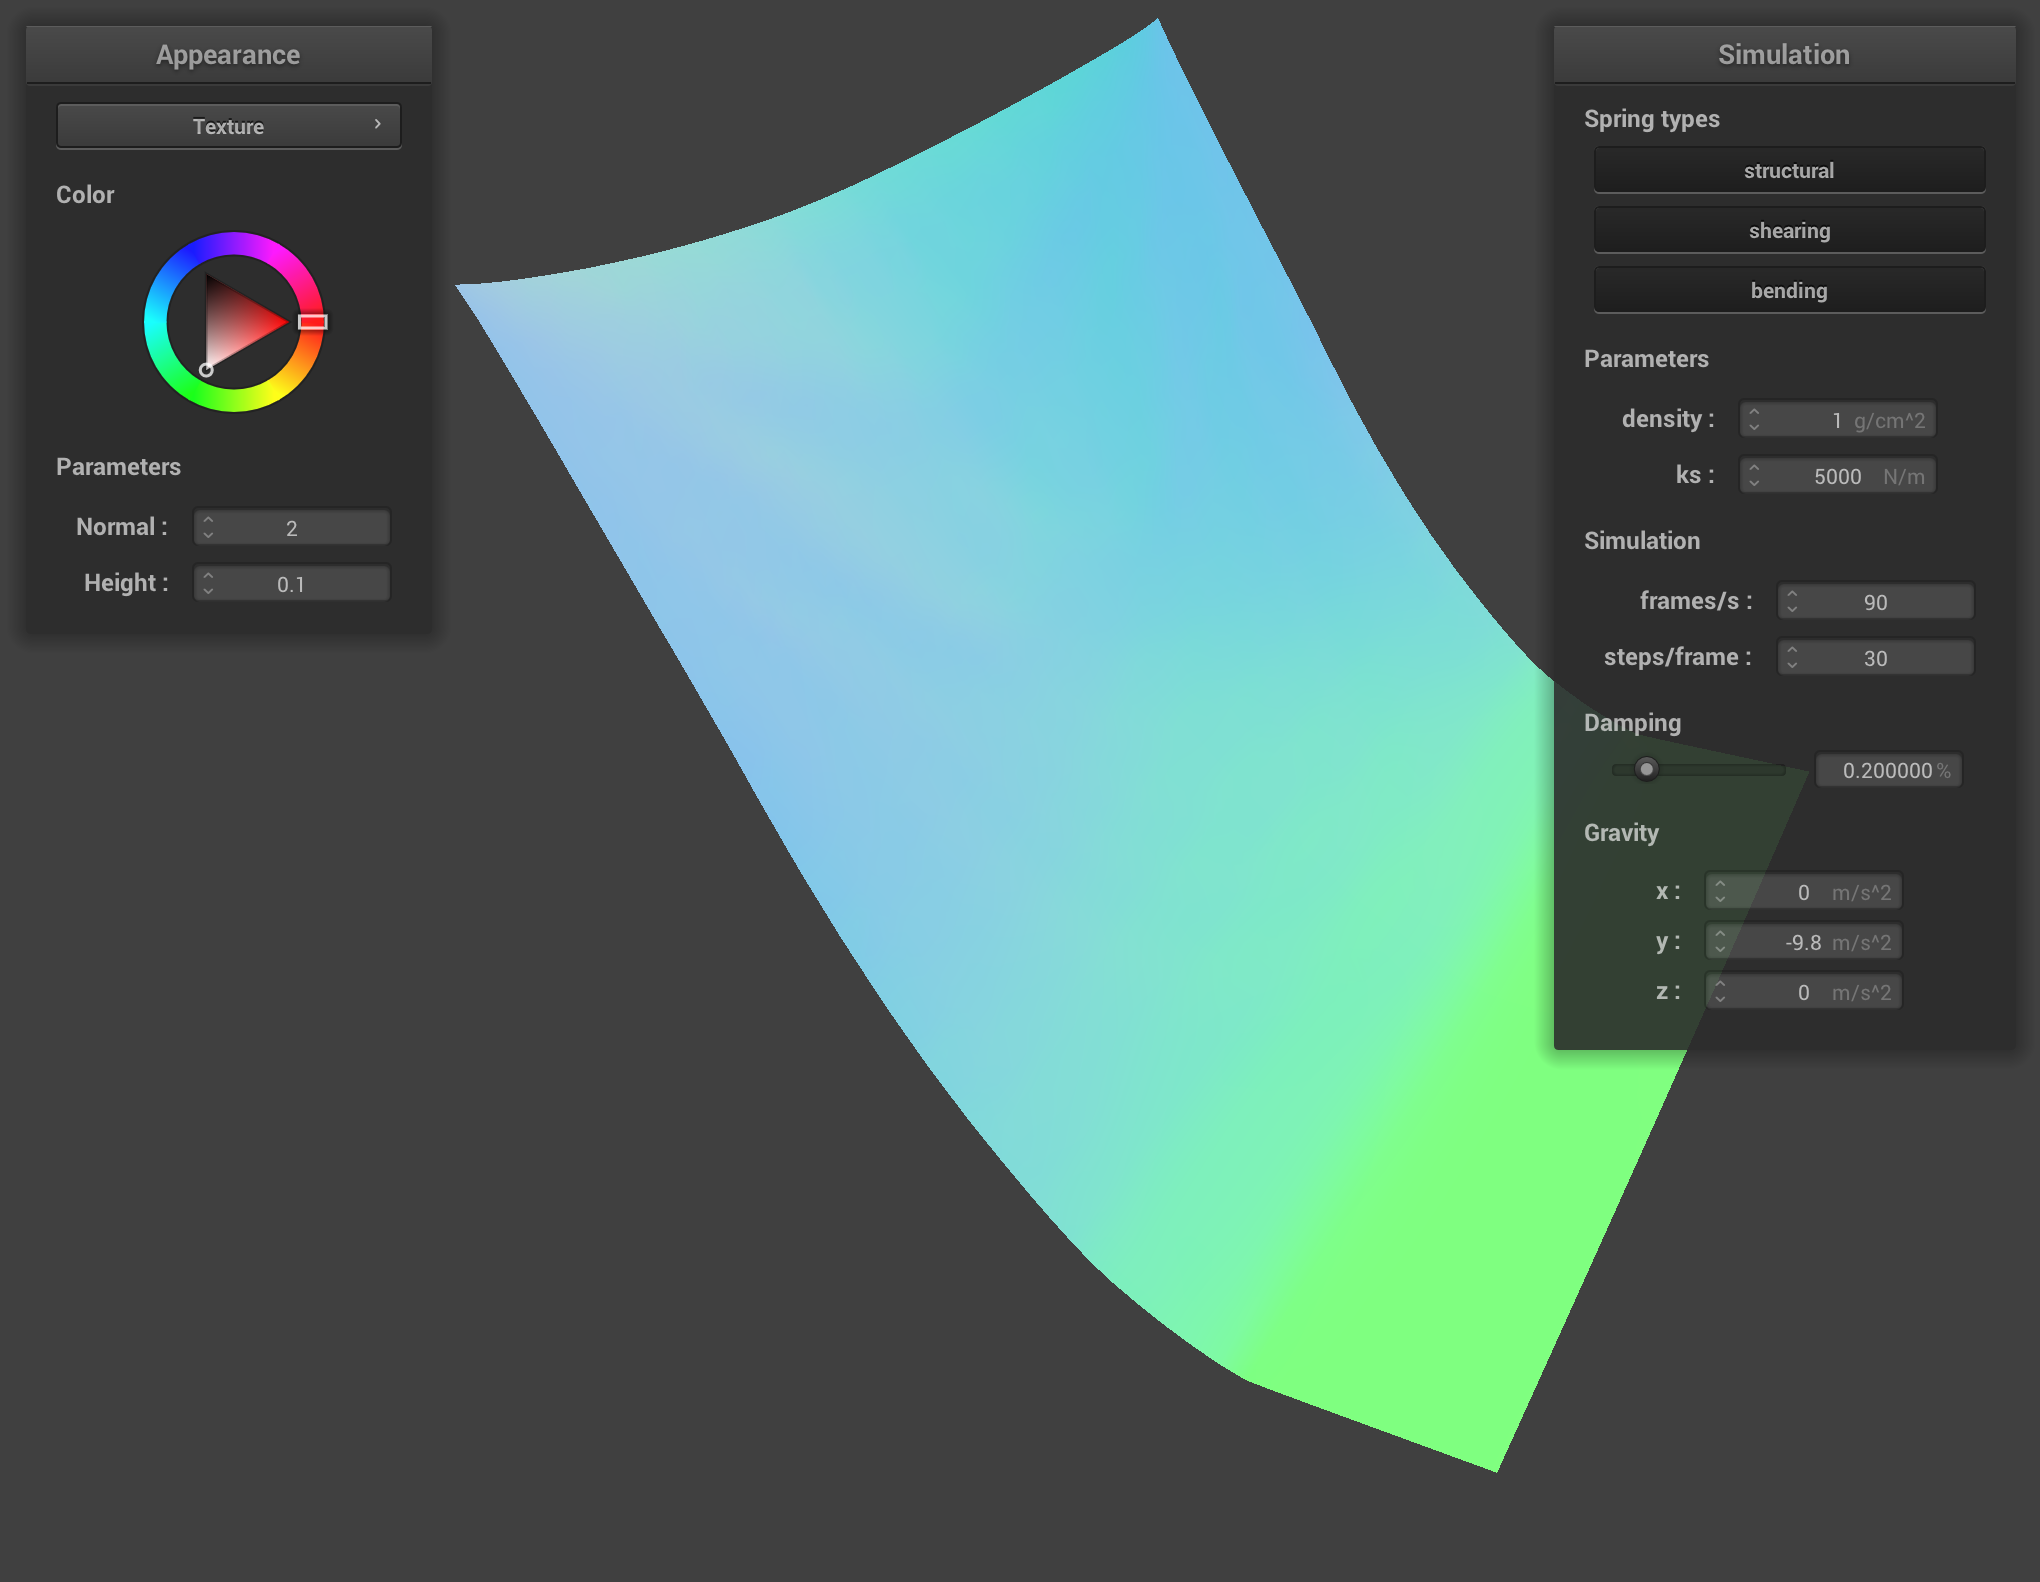 Appearance
Texture
Color
Parameters
Normal : 2
Height : 0.1
Simulation
Spring types
structural
shearing
bending
Parameters
density : 1 g/cm^2
ks : 5000 N/m
Simulation
frames/s : 90
steps/frame : 30
Damping
0.200000 %
Gravity
x : 0 m/s^2
y : -9.8 m/s^2
z : 0 m/s^2